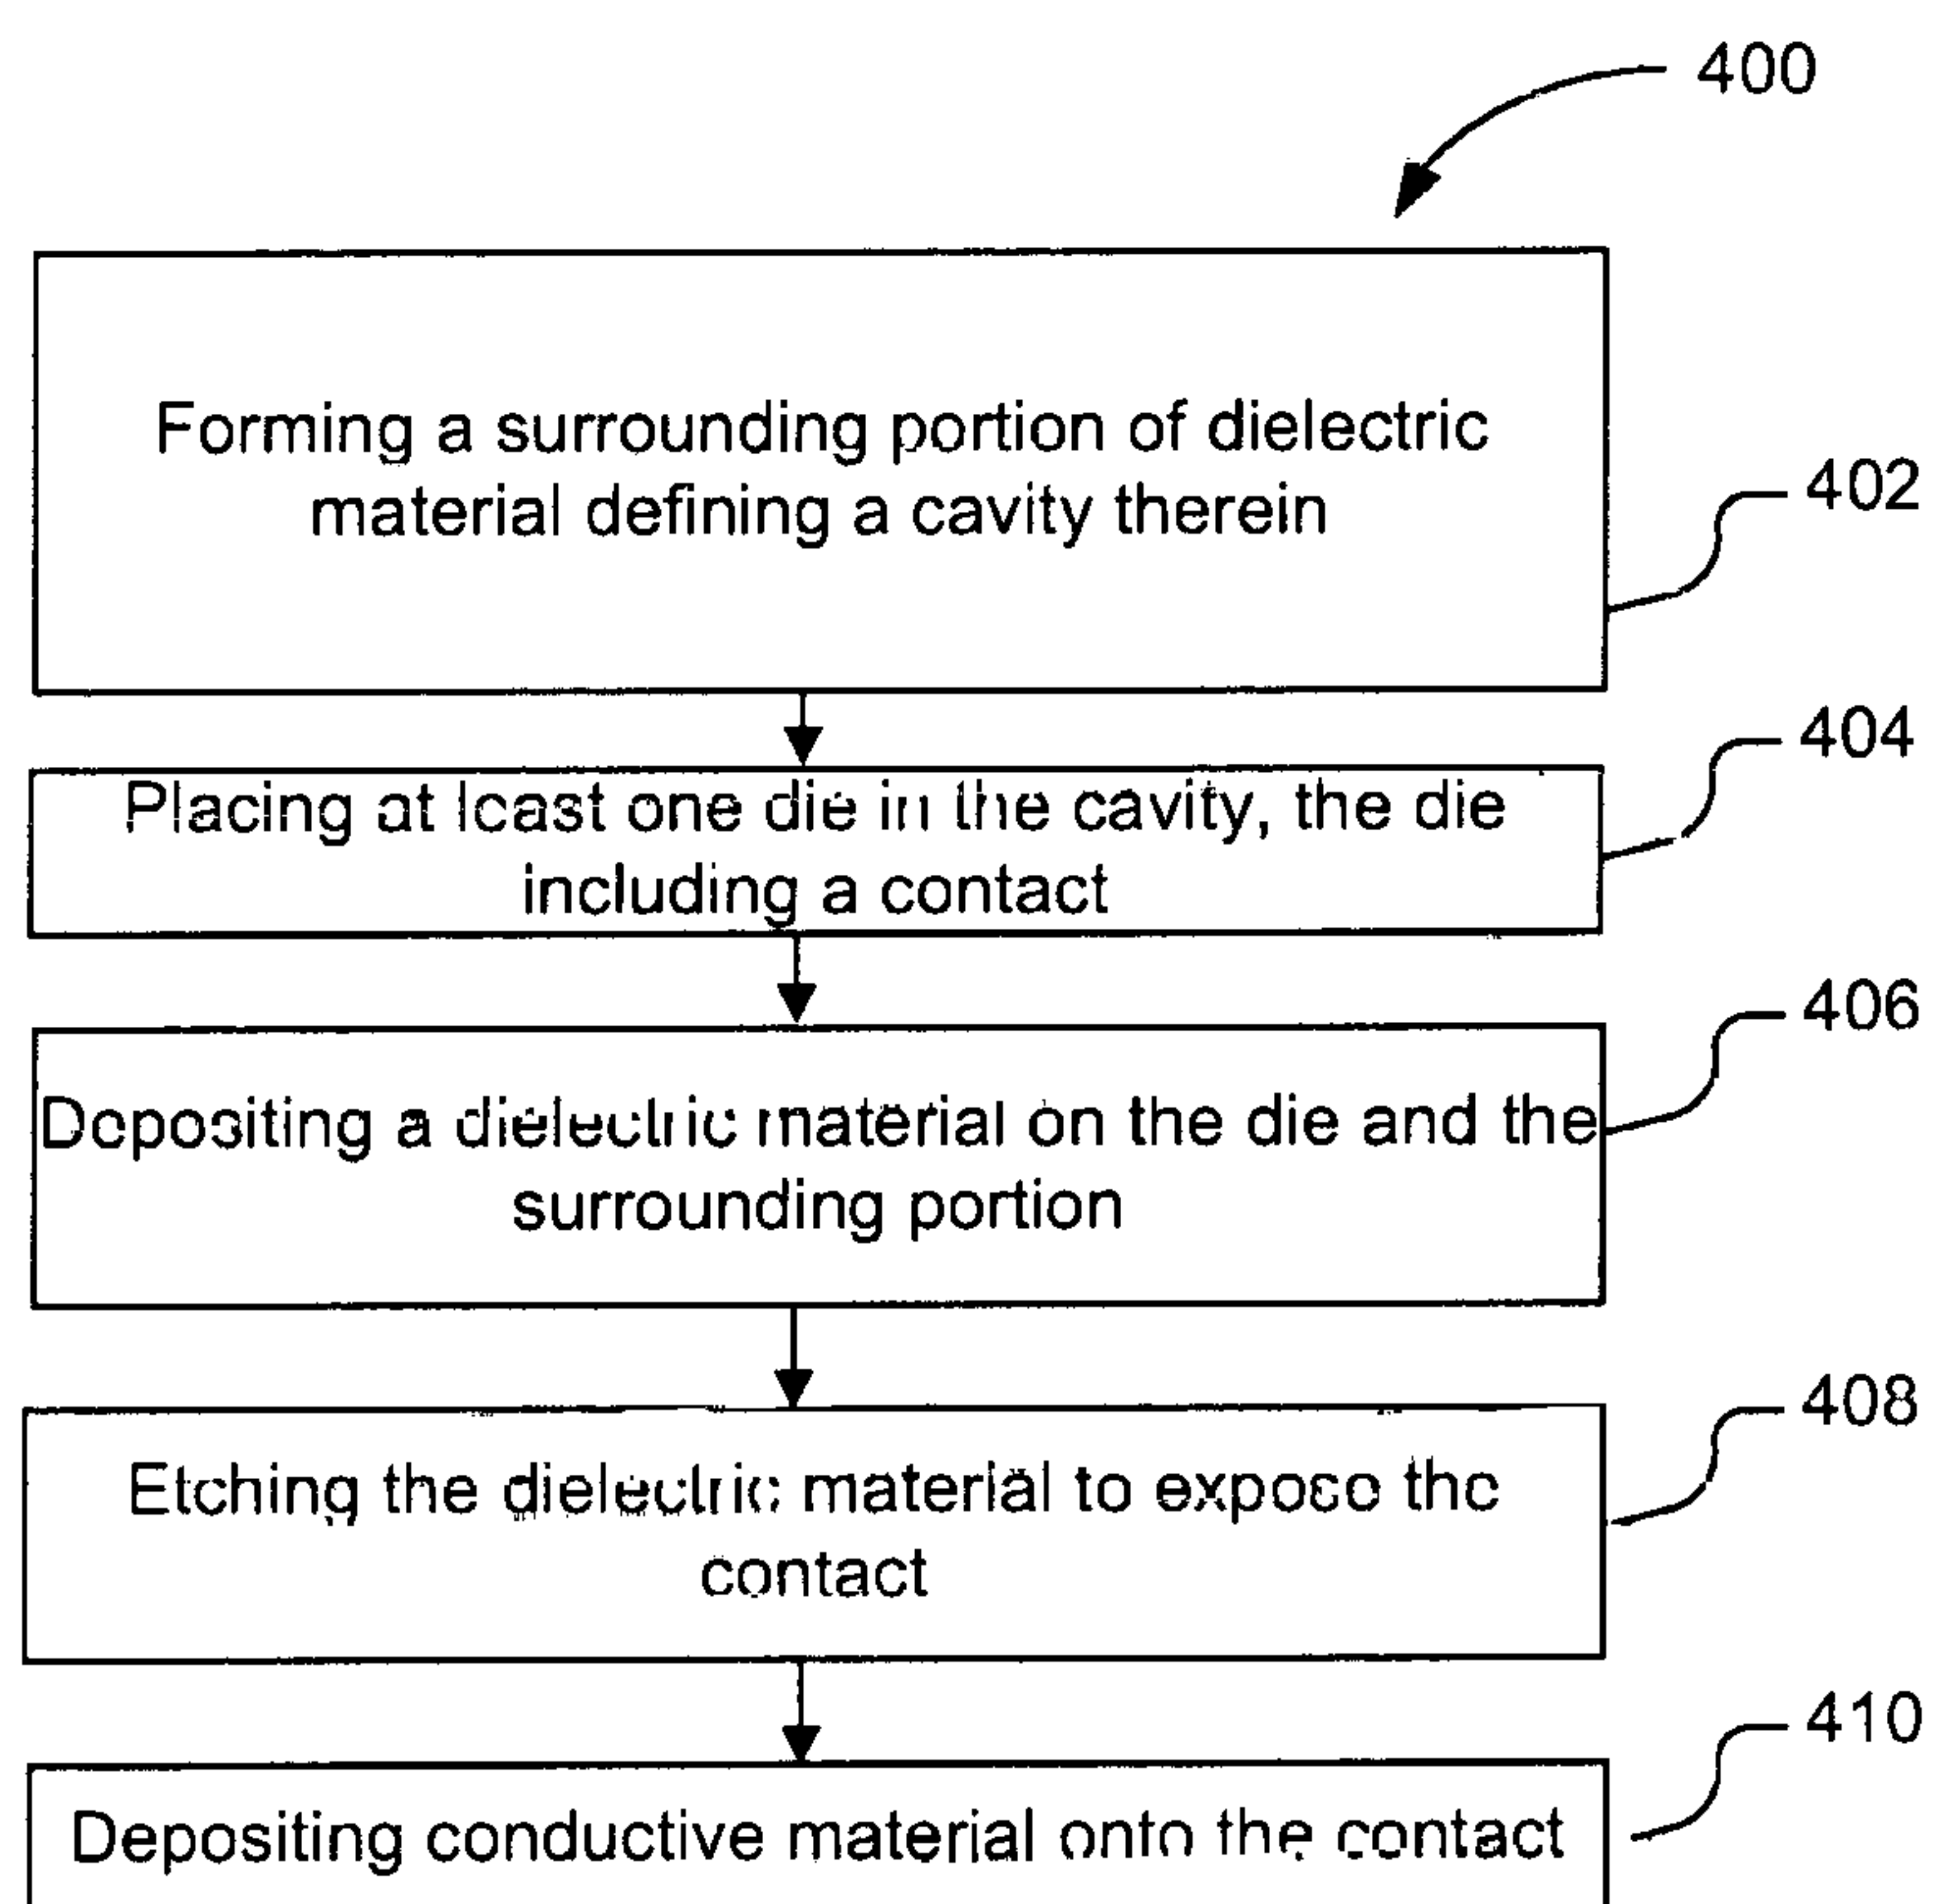 400
Forming a surrounding portion of dielectric
material defining a cavity therein
402
404
Placing at least one die in the cavity, the die
including a contact
406
Depositing a dielectric material on the die and the
surrounding portion
408
Etching the dielectric material to expose the
contact
410
Depositing conductive material onto the contact